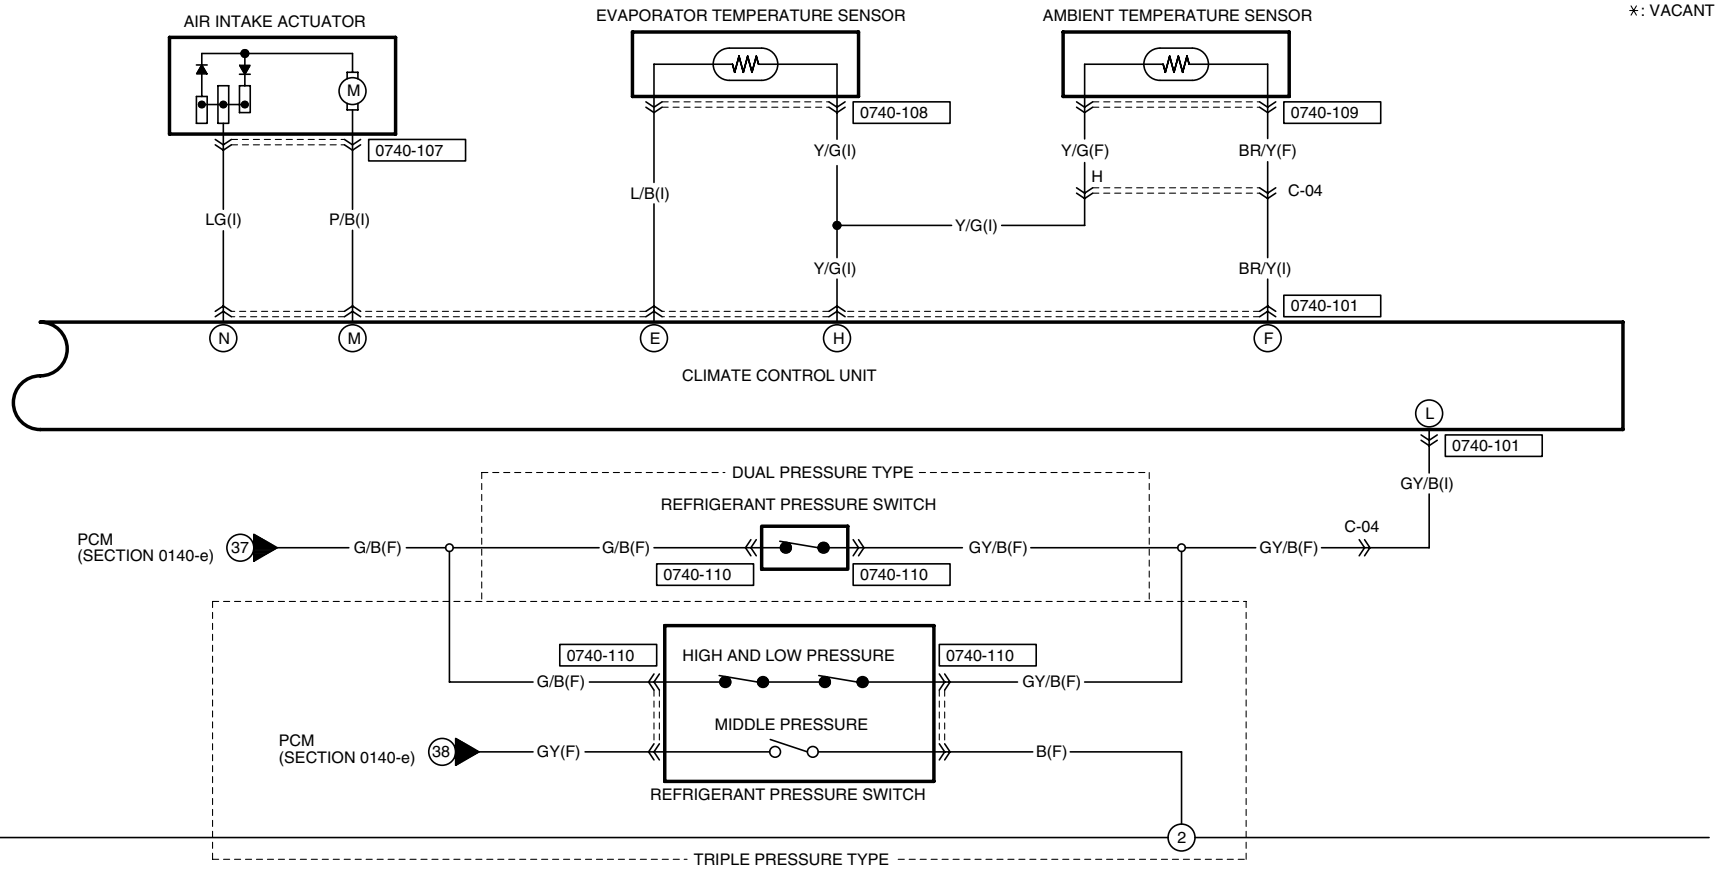 AIR INTAKE ACTUATOR
EVAPORATOR TEMPERATURE SENSOR
AMBIENT TEMPERATURE SENSOR
*: VACANT
M
0740-107
0740-108
0740-109
Y/G(I)
Y/G(F)
BR/Y(F)
H
C-04
L/B(I)
LG(I)
P/B(I)
Y/G(I)
Y/G(I)
BR/Y(I)
0740-101
N
M
E
H
F
CLIMATE CONTROL UNIT
L
0740-101
GY/B(I)
DUAL PRESSURE TYPE
REFRIGERANT PRESSURE SWITCH
C-04
PCM
(SECTION 0140-e)
37
G/B(F)
G/B(F)
GY/B(F)
GY/B(F)
0740-110
0740-110
0740-110
HIGH AND LOW PRESSURE
0740-110
G/B(F)
GY/B(F)
MIDDLE PRESSURE
PCM
(SECTION 0140-e)
38
GY(F)
B(F)
REFRIGERANT PRESSURE SWITCH
2
TRIPLE PRESSURE TYPE